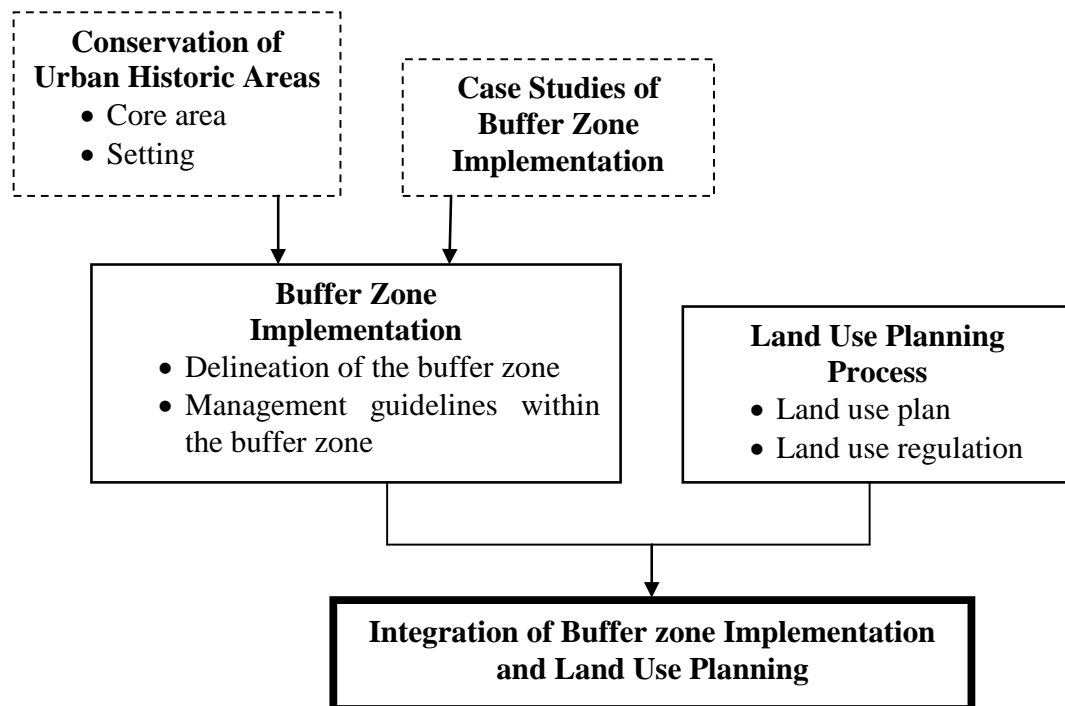 Conservation of
Urban Historic Areas
• Core area
• Setting
Case Studies of
Buffer Zone
Implementation
Buffer Zone
Implementation
• Delineation of the buffer zone
• Management guidelines within
the buffer zone
Land Use Planning
Process
• Land use plan
• Land use regulation
Integration of Buffer zone Implementation
and Land Use Planning